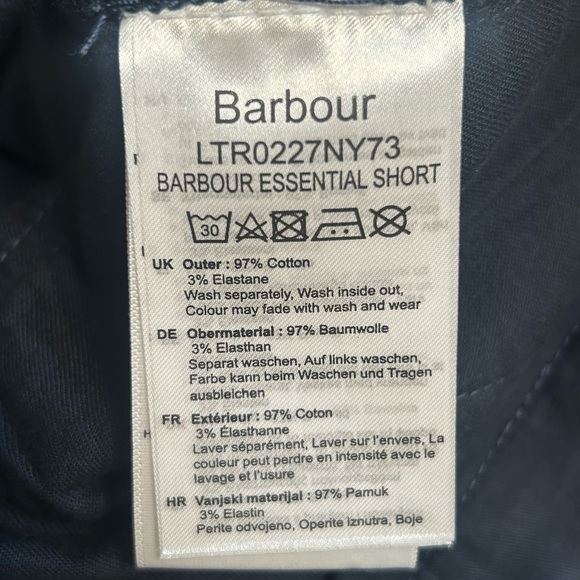 Barbour
LTR0227NY73
BARBOUR ESSENTIAL SHORT
30
UK Outer : 97% Cotton
3% Elastane
Wash separately, Wash inside out,
Colour may fade with wash and wear
DE Obermaterial : 97% Baumwolle
3% Elasthan
Separat waschen, Auf links waschen,
Farbe kann beim Waschen und Tragen
ausbleichen
FR Extérieur : 97% Coton
3% Élasthanne
Laver séparément, Laver sur l'envers, La
couleur peut perdre en intensité avec le
lavage et l'usure
HR Vanjski materijal : 97% Pamuk
3% Elastin
Perite odvojeno, Operite iznutra, Boje